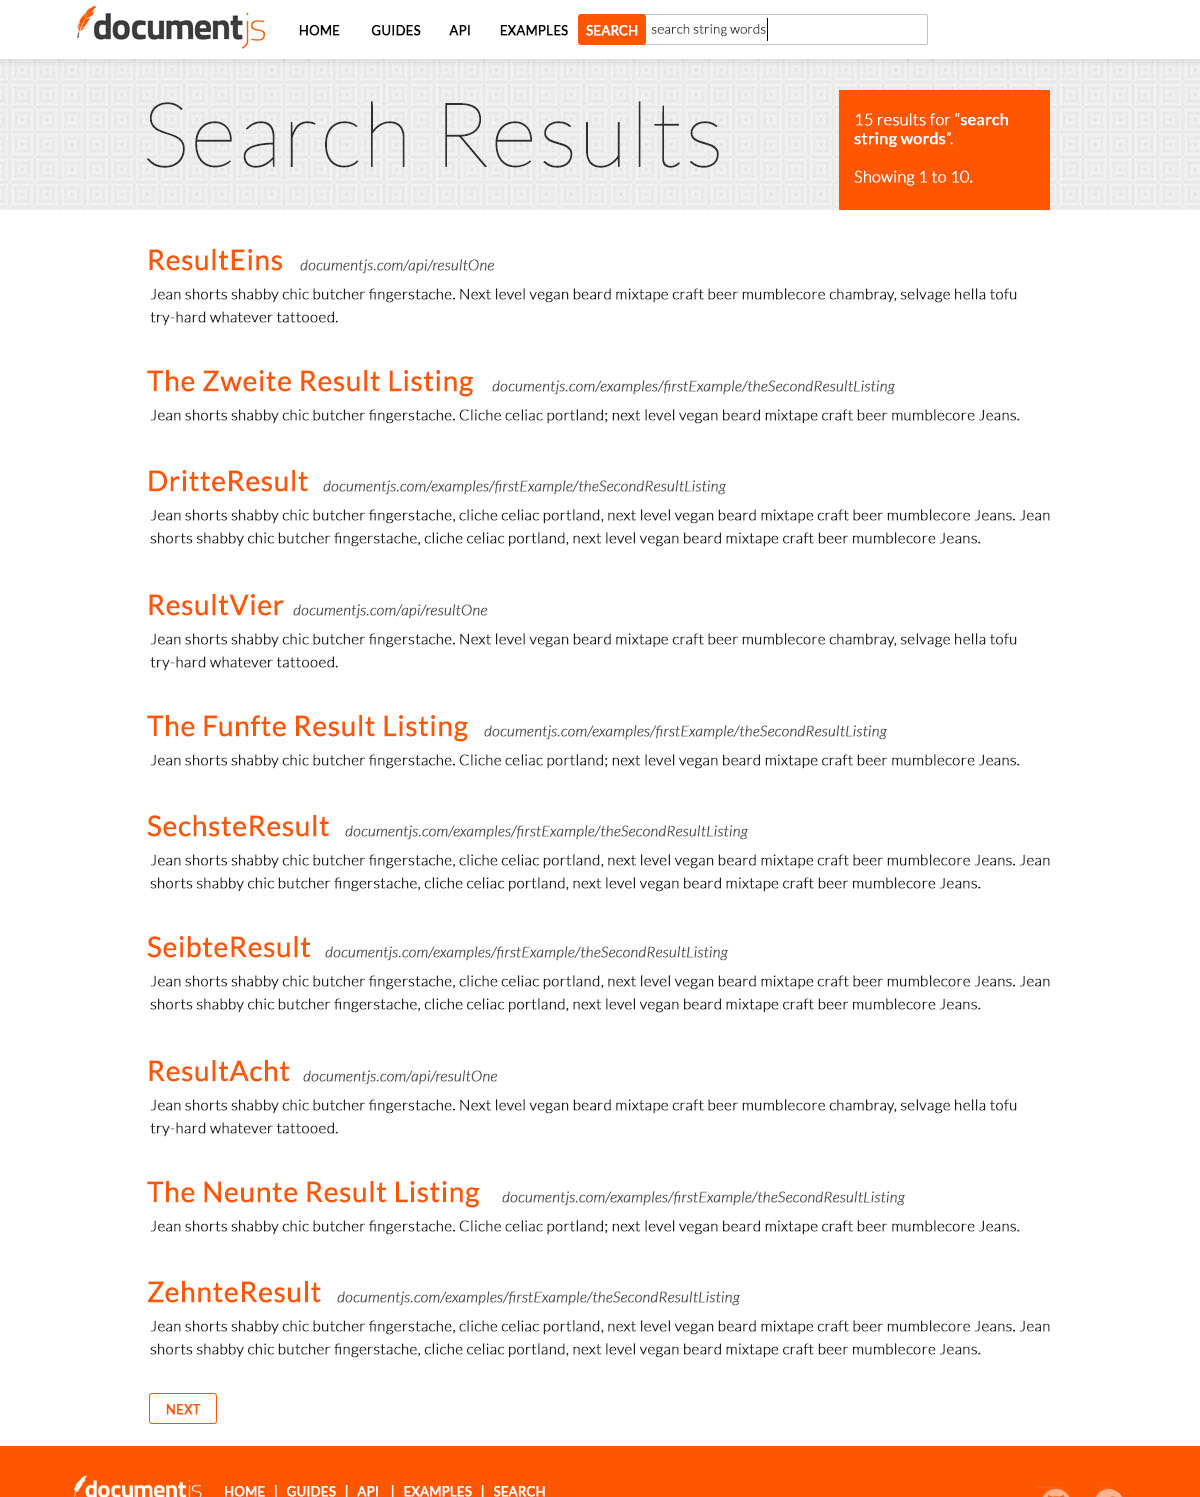 documentjs HOME GUIDES API EXAMPLES SEARCH search string words
Search Results
15 results for “search
string words”.
Showing 1 to 10.
ResultEins documentjs.com/api/resultOne
Jean shorts shabby chic butcher fingerstache. Next level vegan beard mixtape craft beer mumblecore chambray, selvage hella tofu
try-hard whatever tattooed.
The Zweite Result Listing documentjs.com/examples/firstExample/theSecondResultListing
Jean shorts shabby chic butcher fingerstache. Cliche celiac portland; next level vegan beard mixtape craft beer mumblecore Jeans.
DritteResult documentjs.com/examples/firstExample/theSecondResultListing
Jean shorts shabby chic butcher fingerstache, cliche celiac portland, next level vegan beard mixtape craft beer mumblecore Jeans. Jean
shorts shabby chic butcher fingerstache, cliche celiac portland, next level vegan beard mixtape craft beer mumblecore Jeans.
ResultVier documentjs.com/api/resultOne
Jean shorts shabby chic butcher fingerstache. Next level vegan beard mixtape craft beer mumblecore chambray, selvage hella tofu
try-hard whatever tattooed.
The Funfte Result Listing documentjs.com/examples/firstExample/theSecondResultListing
Jean shorts shabby chic butcher fingerstache. Cliche celiac portland; next level vegan beard mixtape craft beer mumblecore Jeans.
SechsteResult documentjs.com/examples/firstExample/theSecondResultListing
Jean shorts shabby chic butcher fingerstache, cliche celiac portland, next level vegan beard mixtape craft beer mumblecore Jeans. Jean
shorts shabby chic butcher fingerstache, cliche celiac portland, next level vegan beard mixtape craft beer mumblecore Jeans.
SeibteResult documentjs.com/examples/firstExample/theSecondResultListing
Jean shorts shabby chic butcher fingerstache, cliche celiac portland, next level vegan beard mixtape craft beer mumblecore Jeans. Jean
shorts shabby chic butcher fingerstache, cliche celiac portland, next level vegan beard mixtape craft beer mumblecore Jeans.
ResultAcht documentjs.com/api/resultOne
Jean shorts shabby chic butcher fingerstache. Next level vegan beard mixtape craft beer mumblecore chambray, selvage hella tofu
try-hard whatever tattooed.
The Neunte Result Listing documentjs.com/examples/firstExample/theSecondResultListing
Jean shorts shabby chic butcher fingerstache. Cliche celiac portland; next level vegan beard mixtape craft beer mumblecore Jeans.
ZehnteResult documentjs.com/examples/firstExample/theSecondResultListing
Jean shorts shabby chic butcher fingerstache, cliche celiac portland, next level vegan beard mixtape craft beer mumblecore Jeans. Jean
shorts shabby chic butcher fingerstache, cliche celiac portland, next level vegan beard mixtape craft beer mumblecore Jeans.
NEXT
documentjs HOME | GUIDES | API | EXAMPLES | SEARCH